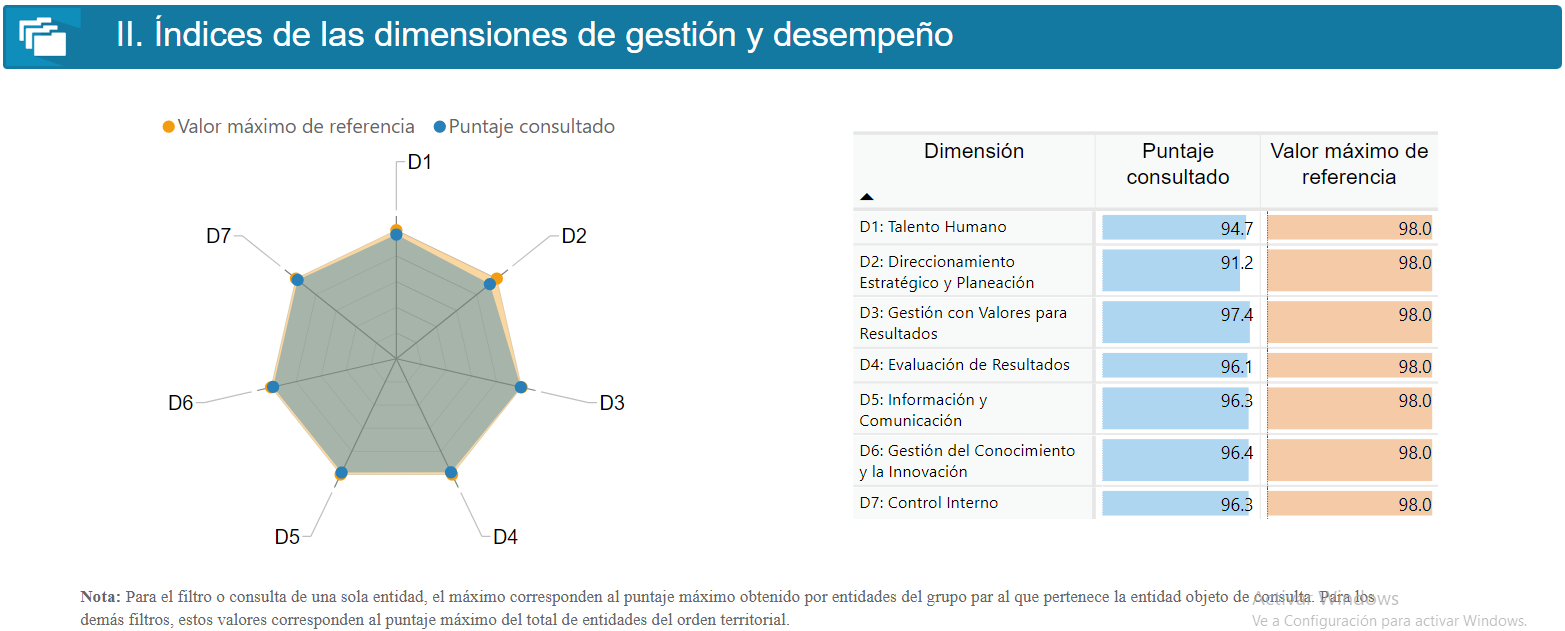 II. Índices de las dimensiones de gestión y desempeño
Valor máximo de referencia Puntaje consultado
D1
D2
D3
D4
D5
D6
D7
Dimensión Puntaje consultado Valor máximo de referencia
D1: Talento Humano 94.7 98.0
D2: Direccionamiento
Estratégico y Planeación 91.2 98.0
D3: Gestión con Valores para
Resultados 97.4 98.0
D4: Evaluación de Resultados 96.1 98.0
D5: Información y
Comunicación 96.3 98.0
D6: Gestión del Conocimiento
y la Innovación 96.4 98.0
D7: Control Interno 96.3 98.0
Nota: Para el filtro o consulta de una sola entidad, el máximo corresponden al puntaje máximo obtenido por entidades del grupo par al que pertenece la entidad objeto de consulta. Para los
demás filtros, estos valores corresponden al puntaje máximo del total de entidades del orden territorial.
Activar Windows
Ve a Configuración para activar Windows.